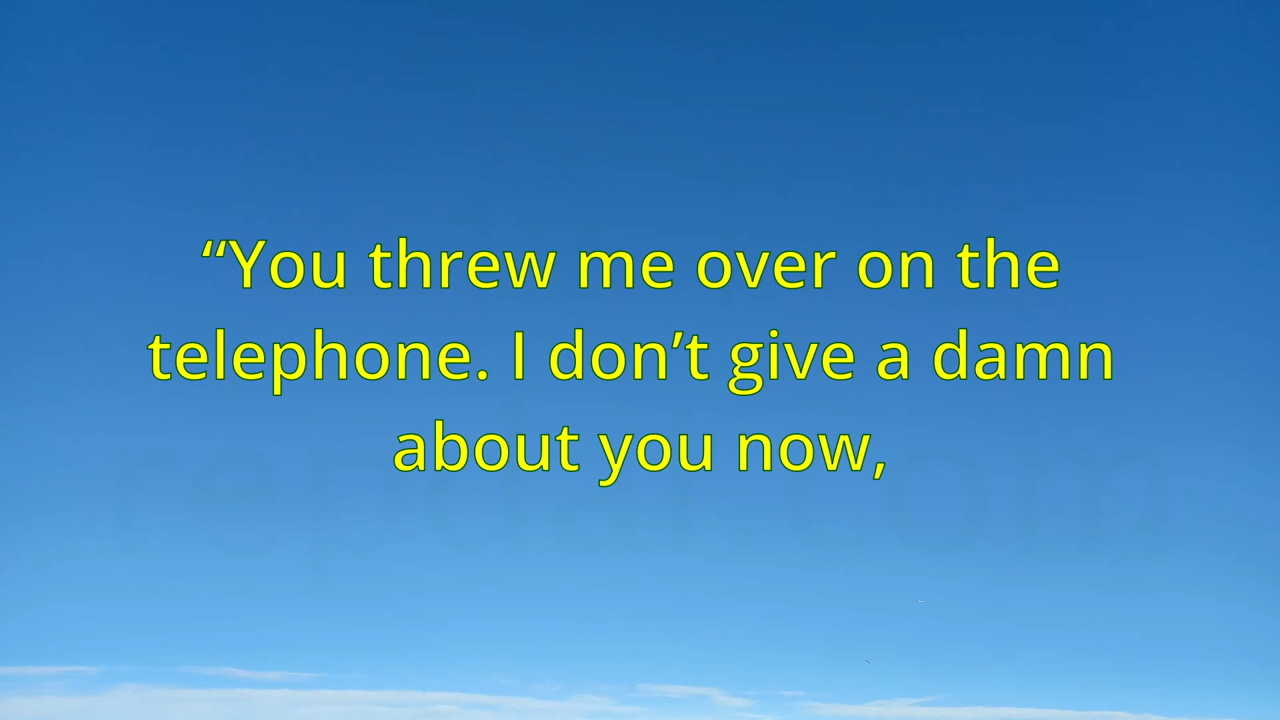 “You threw me over on the
telephone. I don’t give a damn
about you now,